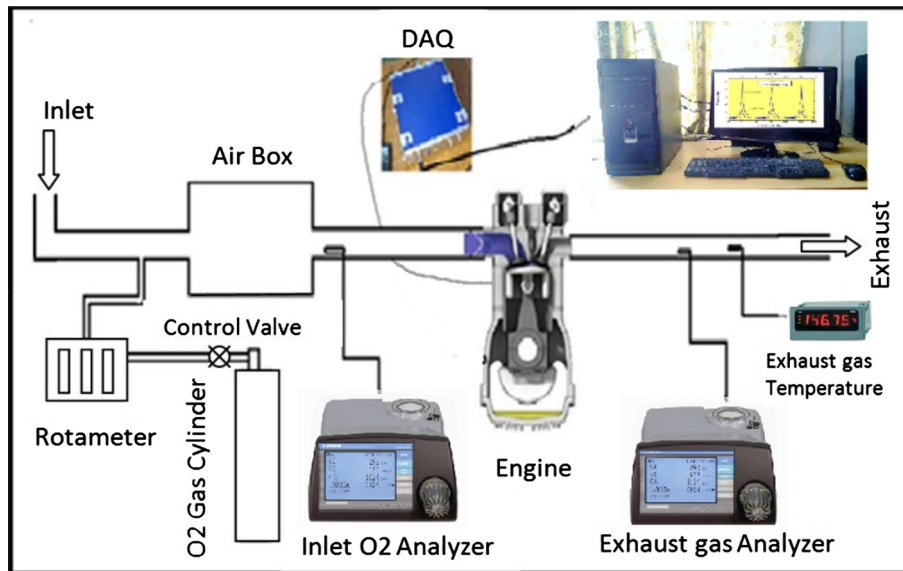 DAQ
Inlet
Air Box
Exhaust
Control Valve
146.75
Exhaust gas
Temperature
Rotameter
O2 Gas Cylinder
Engine
Inlet O2 Analyzer
Exhaust gas Analyzer